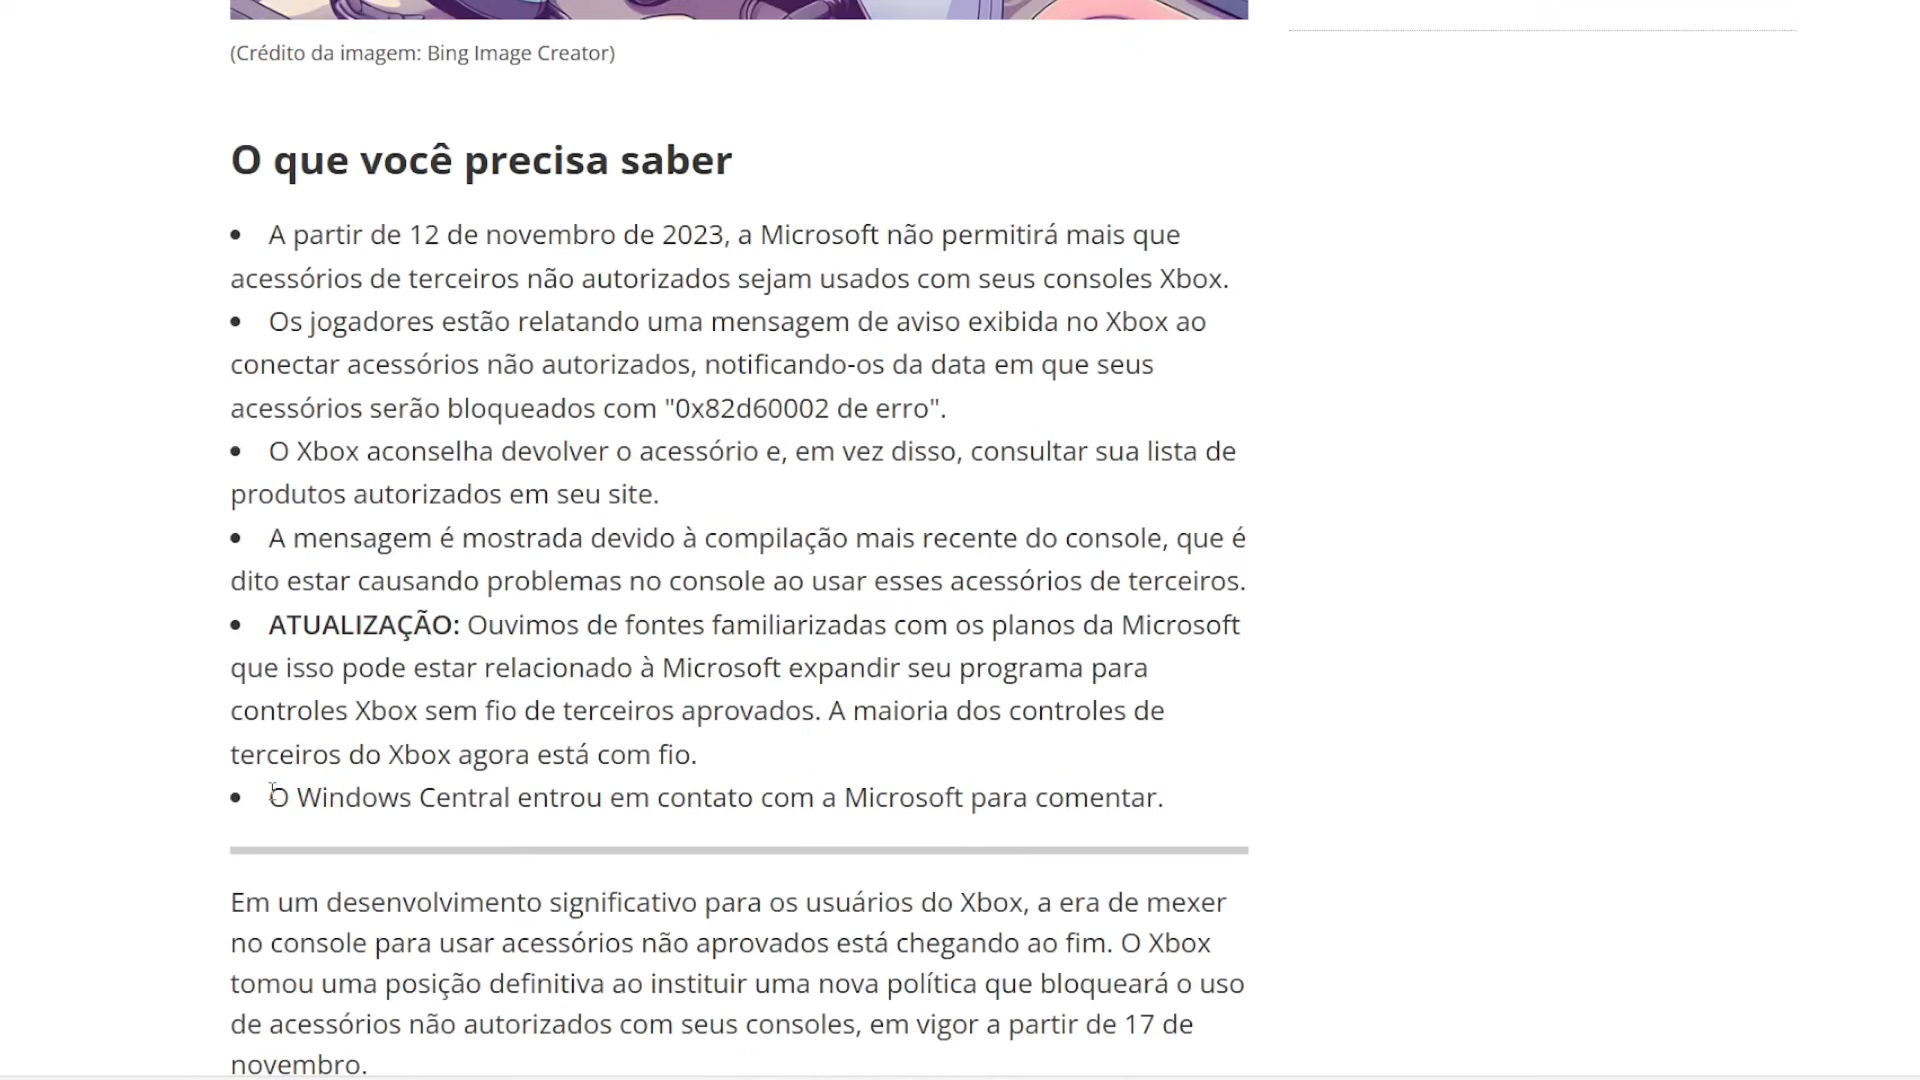 (Crédito da imagem: Bing Image Creator)
O que você precisa saber
• A partir de 12 de novembro de 2023, a Microsoft não permitirá mais que
acessórios de terceiros não autorizados sejam usados com seus consoles Xbox.
• Os jogadores estão relatando uma mensagem de aviso exibida no Xbox ao
conectar acessórios não autorizados, notificando-os da data em que seus
acessórios serão bloqueados com "0x82d60002 de erro".
• O Xbox aconselha devolver o acessório e, em vez disso, consultar sua lista de
produtos autorizados em seu site.
• A mensagem é mostrada devido à compilação mais recente do console, que é
dito estar causando problemas no console ao usar esses acessórios de terceiros.
• ATUALIZAÇÃO: Ouvimos de fontes familiarizadas com os planos da Microsoft
que isso pode estar relacionado à Microsoft expandir seu programa para
controles Xbox sem fio de terceiros aprovados. A maioria dos controles de
terceiros do Xbox agora está com fio.
• O Windows Central entrou em contato com a Microsoft para comentar.
Em um desenvolvimento significativo para os usuários do Xbox, a era de mexer
no console para usar acessórios não aprovados está chegando ao fim. O Xbox
tomou uma posição definitiva ao instituir uma nova política que bloqueará o uso
de acessórios não autorizados com seus consoles, em vigor a partir de 17 de
novembro.